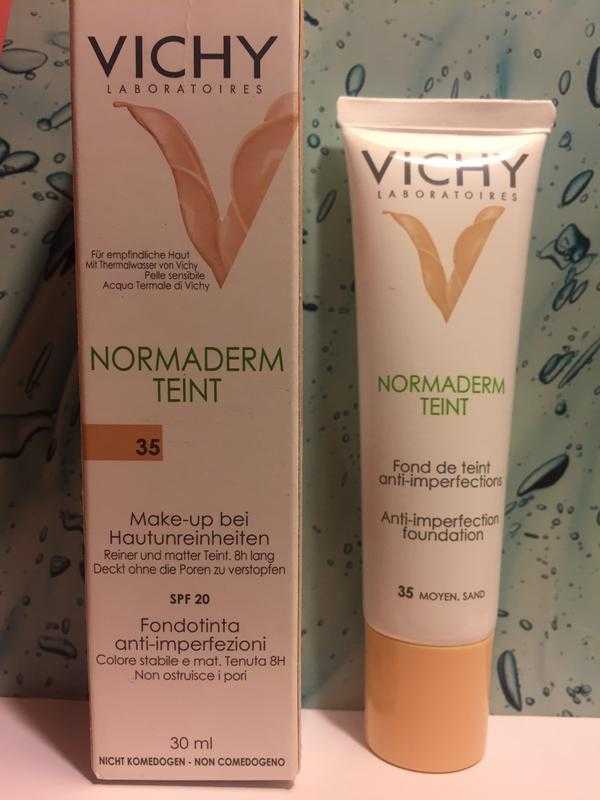 VICHY
LABORATOIRES
Für empfindliche Haut
Mit Thermalwasser von Vichy
Pelle sensibile
Acqua Termale di Vichy
NORMADERM
TEINT
35
Make-up bei
Hautunreinheiten
Reiner und matter Teint. 8h lang
Deckt ohne die Poren zu verstopfen
SPF 20
Fondotinta
anti-imperfezioni
Colore stabile e mat. Tenuta 8H
Non ostruisce i pori
30 ml
NICHT KOMEDOGEN - NON COMEDOGENO
VICHY
LABORATOIRES
NORMADERM
TEINT
Fond de teint
anti-imperfections
Anti-imperfection
foundation
35 MOYEN. SAND